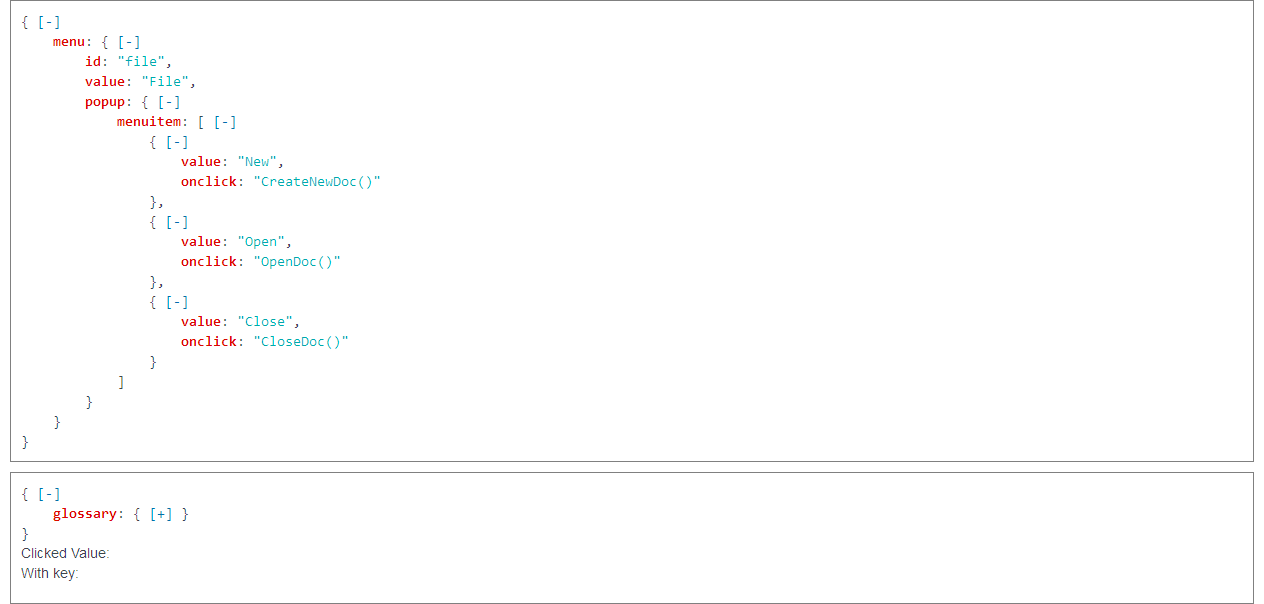 { [-]
menu: { [-]
id: "file",
value: "File",
popup: { [-]
menuitem: [ [-]
{ [-]
value: "New",
onclick: "CreateNewDoc()"
},
{ [-]
value: "Open",
onclick: "OpenDoc()"
},
{ [-]
value: "Close",
onclick: "CloseDoc()"
}
]
}
}
}
{ [-]
glossary: { [+] }
}
Clicked Value:
With key: